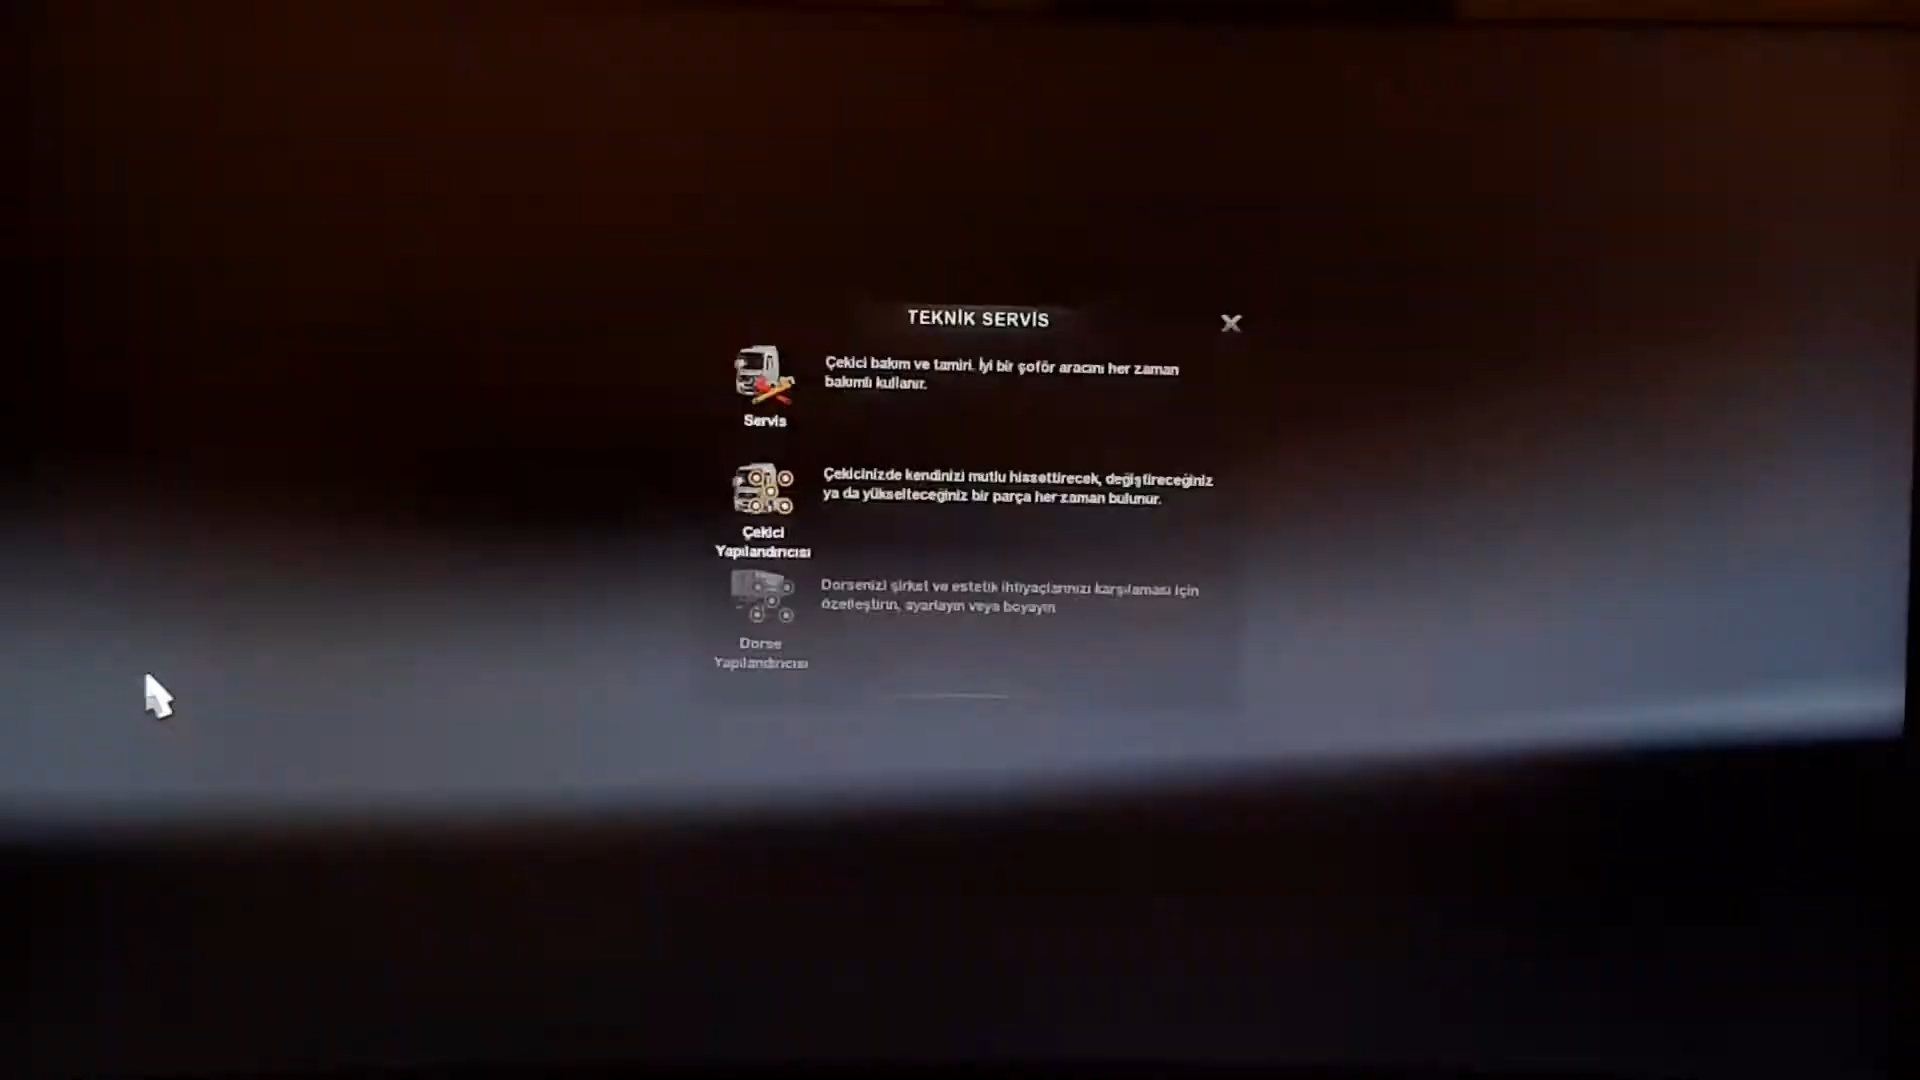 TEKNİK SERVİS
Çekici bakım ve tamiri. İyi bir şoför aracını her zaman
bakımlı kullanır.
Servis
Çekicinizde kendinizi mutlu hissettirecek, değiştireceğiniz
ya da yükselteceğiniz bir parça her zaman bulunur.
Çekici
Yapılandırıcısı
Dorsenizi şirket ve estetik ihtiyaçlarınızı karşılaması için
özelleştirin, ayarlayın veya boyayın
Dorse
Yapılandırıcısı